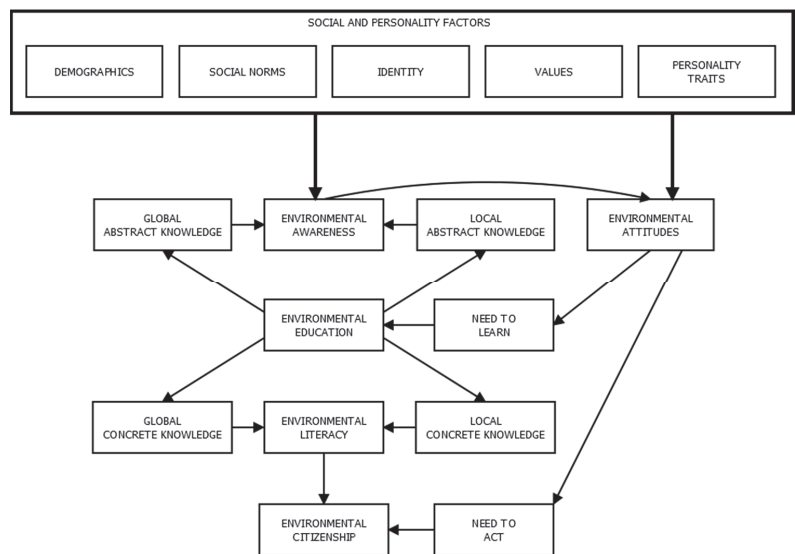 SOCIAL AND PERSONALITY FACTORS
DEMOGRAPHICS
SOCIAL NORMS
IDENTITY
VALUES
PERSONALITY
TRAITS
GLOBAL
ABSTRACT KNOWLEDGE
ENVIRONMENTAL
AWARENESS
LOCAL
ABSTRACT KNOWLEDGE
ENVIRONMENTAL
ATTITUDES
ENVIRONMENTAL
EDUCATION
NEED TO
LEARN
GLOBAL
CONCRETE KNOWLEDGE
ENVIRONMENTAL
LITERACY
LOCAL
CONCRETE KNOWLEDGE
ENVIRONMENTAL
CITIZENSHIP
NEED TO
ACT